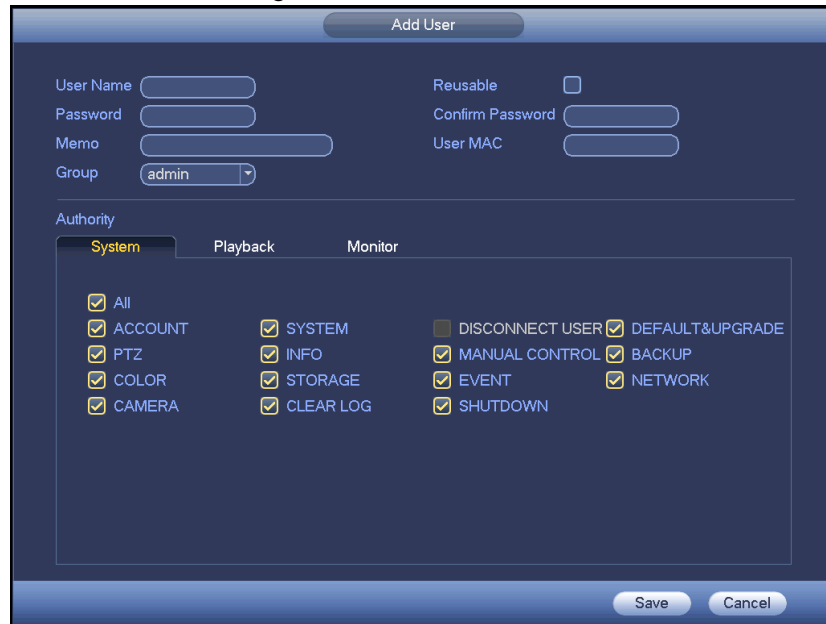 Add User
User Name
Reusable
Password
Confirm Password
Memo
User MAC
Group admin
Authority
System Playback Monitor
All
ACCOUNT SYSTEM DISCONNECT USER DEFAULT&UPGRADE
PTZ INFO MANUAL CONTROL BACKUP
COLOR STORAGE EVENT NETWORK
CAMERA CLEAR LOG SHUTDOWN
Save Cancel